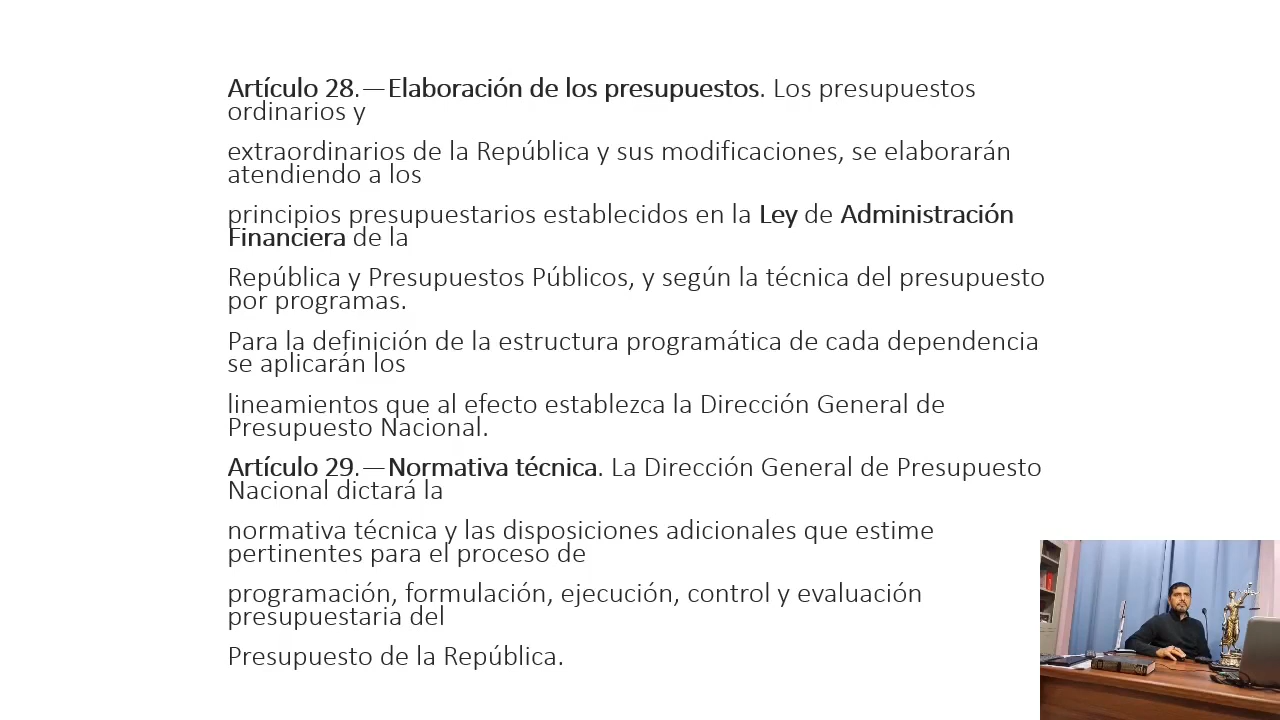 Artículo 28.—Elaboración de los presupuestos. Los presupuestos
ordinarios y
extraordinarios de la República y sus modificaciones, se elaborarán
atendiendo a los
principios presupuestarios establecidos en la Ley de Administración
Financiera de la
República y Presupuestos Públicos, y según la técnica del presupuesto
por programas.
Para la definición de la estructura programática de cada dependencia
se aplicarán los
lineamientos que al efecto establezca la Dirección General de
Presupuesto Nacional.
Artículo 29.—Normativa técnica. La Dirección General de Presupuesto
Nacional dictará la
normativa técnica y las disposiciones adicionales que estime
pertinentes para el proceso de
programación, formulación, ejecución, control y evaluación
presupuestaria del
Presupuesto de la República.